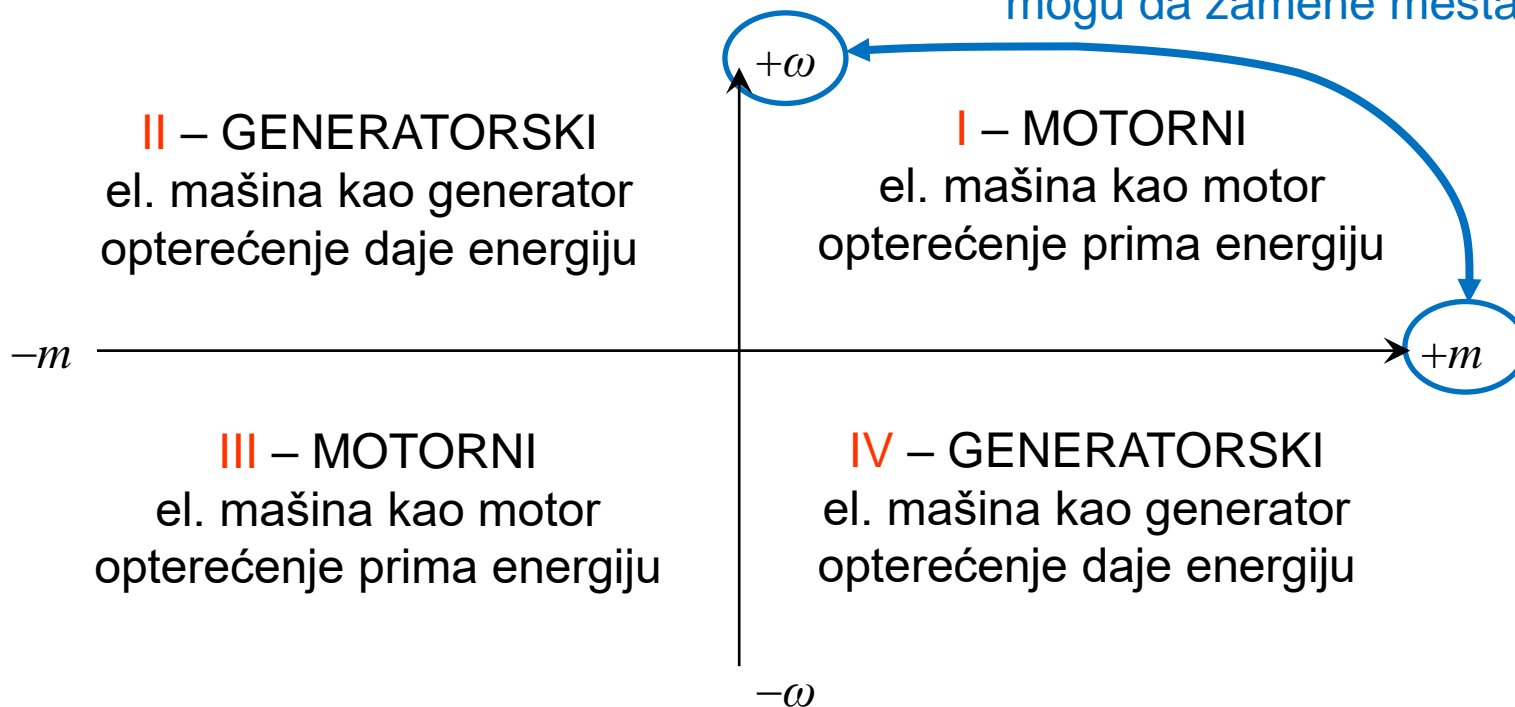 mogu da zamene mesta
+ω
II – GENERATORSKI
el. mašina kao generator
opterećenje daje energiju
I – MOTORNI
el. mašina kao motor
opterećenje prima energiju
–m
+m
III – MOTORNI
el. mašina kao motor
opterećenje prima energiju
IV – GENERATORSKI
el. mašina kao generator
opterećenje daje energiju
–ω